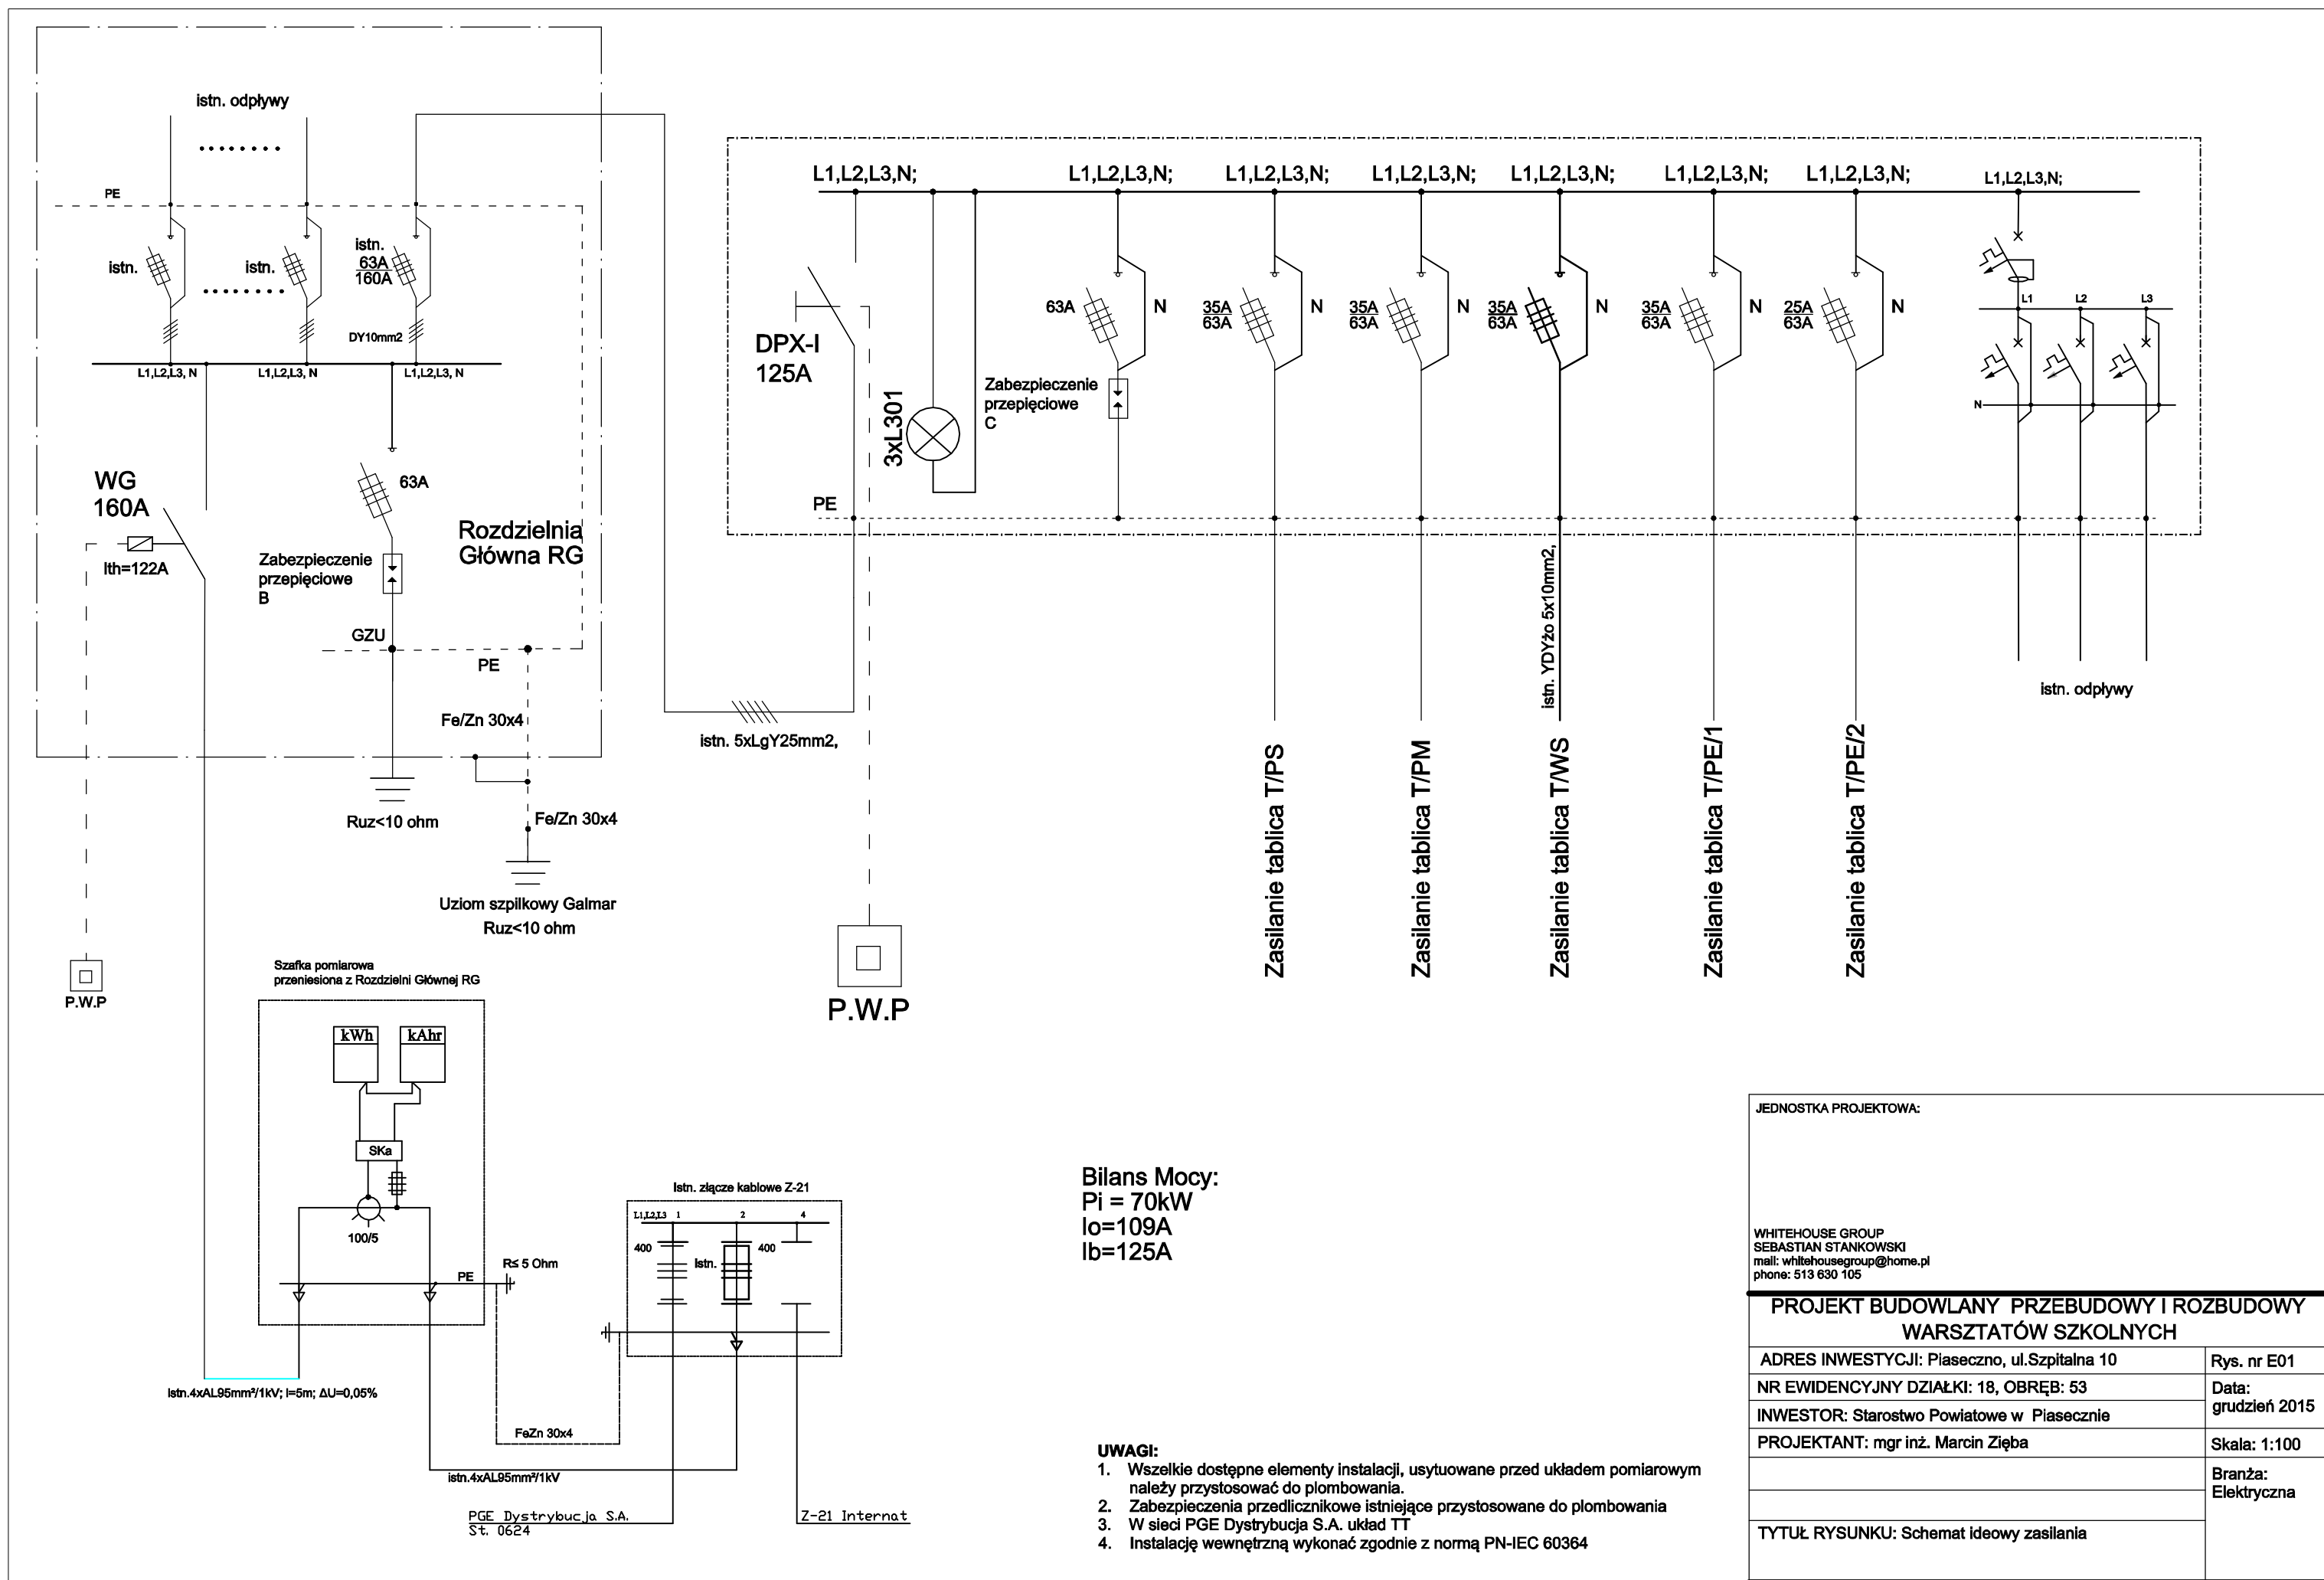 istn. odpływy
PE
istn.
istn.
istn.
63A
160A
DY10mm2
L1,L2,L3, N
L1,L2,L3, N
L1,L2,L3, N
WG
160A
Ith=122A
63A
Zabezpieczenie
przepięciowe
B
Rozdzielnia
Główna RG
GZU
PE
Fe/Zn 30x4
Ruz<10 ohm
Fe/Zn 30x4
Uziom szpilkowy Galmar
Ruz<10 ohm
P.W.P
istn. 5xLgY25mm2,
L1,L2,L3,N;
L1,L2,L3,N;
L1,L2,L3,N;
L1,L2,L3,N;
L1,L2,L3,N;
L1,L2,L3,N;
L1,L2,L3,N;
L1,L2,L3,N;
DPX-I
125A
3xL301
63A
N
Zabezpieczenie
przepięciowe
C
35A
63A
N
35A
63A
N
35A
63A
N
35A
63A
N
25A
63A
N
L1
L2
L3
N
PE
istn. YDYżo 5x10mm2,
istn. odpływy
Zasilanie tablica T/PS
Zasilanie tablica T/PM
Zasilanie tablica T/WS
Zasilanie tablica T/PE/1
Zasilanie tablica T/PE/2
P.W.P
Szafka pomiarowa
przeniesiona z Rozdzielni Głównej RG
kWh
kAhr
SKa
100/5
PE
R≤ 5 Ohm
Istn.4xAL95mm²/1kV; l=5m; ΔU=0,05%
FeZn 30x4
istn.4xAL95mm²/1kV
Istn. złącze kablowe Z-21
L1,L2,L3
1
2
4
400
Istn.
400
PGE Dystrybucja S.A.
St. 0624
Z-21 Internat
Bilans Mocy:
Pi = 70kW
Io=109A
Ib=125A
UWAGI:
1. Wszelkie dostępne elementy instalacji, usytuowane przed układem pomiarowym
należy przystosować do plombowania.
2. Zabezpieczenia przedlicznikowe istniejące przystosowane do plombowania
3. W sieci PGE Dystrybucja S.A. układ TT
4. Instalację wewnętrzną wykonać zgodnie z normą PN-IEC 60364
JEDNOSTKA PROJEKTOWA:
WHITEHOUSE GROUP
SEBASTIAN STANKOWSKI
mail: whitehousegroup@home.pl
phone: 513 630 105
PROJEKT BUDOWLANY PRZEBUDOWY I ROZBUDOWY
WARSZTATÓW SZKOLNYCH
ADRES INWESTYCJI: Piaseczno, ul.Szpitalna 10
Rys. nr E01
NR EWIDENCYJNY DZIAŁKI: 18, OBRĘB: 53
Data:
grudzień 2015
INWESTOR: Starostwo Powiatowe w Piasecznie
PROJEKTANT: mgr inż. Marcin Zięba
Skala: 1:100
Branża:
Elektryczna
TYTUŁ RYSUNKU: Schemat ideowy zasilania